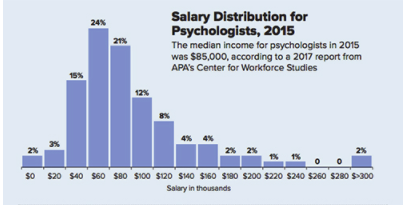 Salary Distribution for
Psychologists, 2015
The median income for psychologists in 2015
was $85,000, according to a 2017 report from
APA's Center for Workforce Studies
2% 3% 15% 24% 21% 12% 8% 4% 4% 2% 2% 1% 1% 0 0 2%
$0 $20 $40 $60 $80 $100 $120 $140 $160 $180 $200 $220 $240 $260 $280 $>300
Salary in thousands